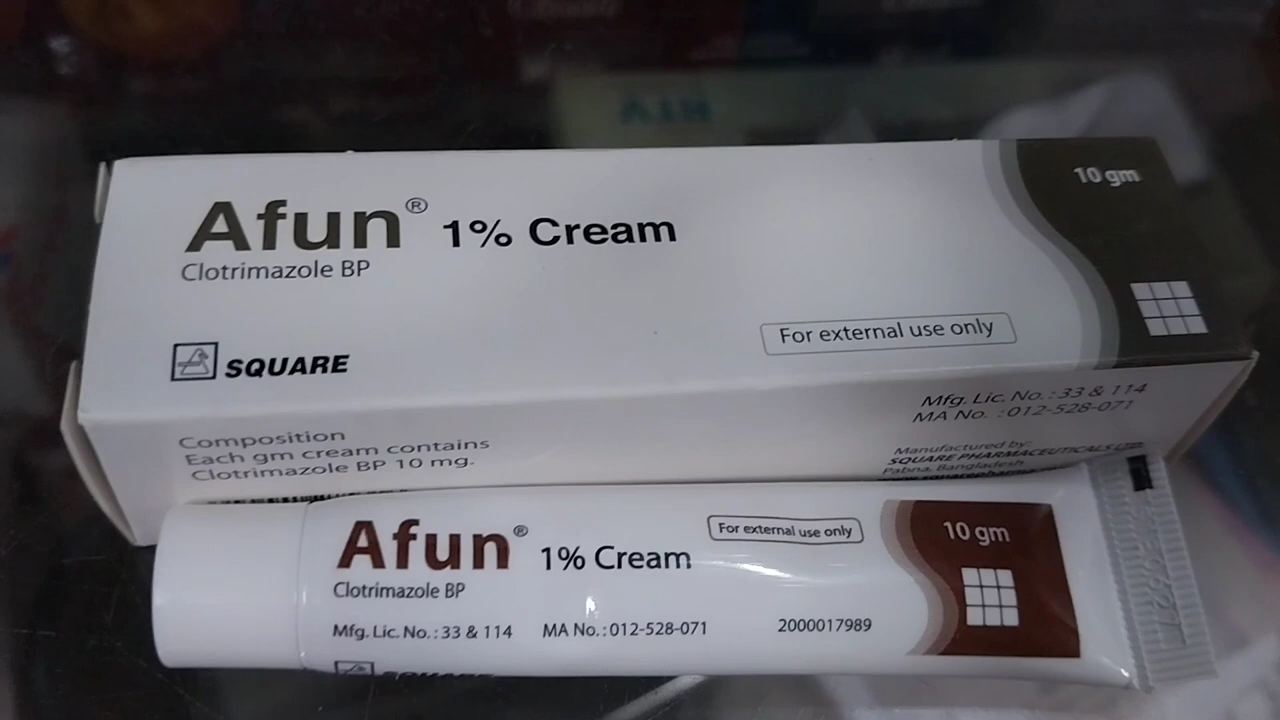 Afun® 1% Cream
Clotrimazole BP
10 gm
For external use only
SQUARE
Composition
Each gm cream contains
Clotrimazole BP 10 mg.
Mfg. Lic. No. : 33 & 114
MA No. : 012-528-071
Manufactured by:
SQUARE PHARMACEUTICALS LTD.
Pabna, Bangladesh
Afun® 1% Cream
Clotrimazole BP
For external use only
10 gm
Mfg. Lic. No. : 33 & 114 MA No. : 012-528-071 2000017989
SQUARE